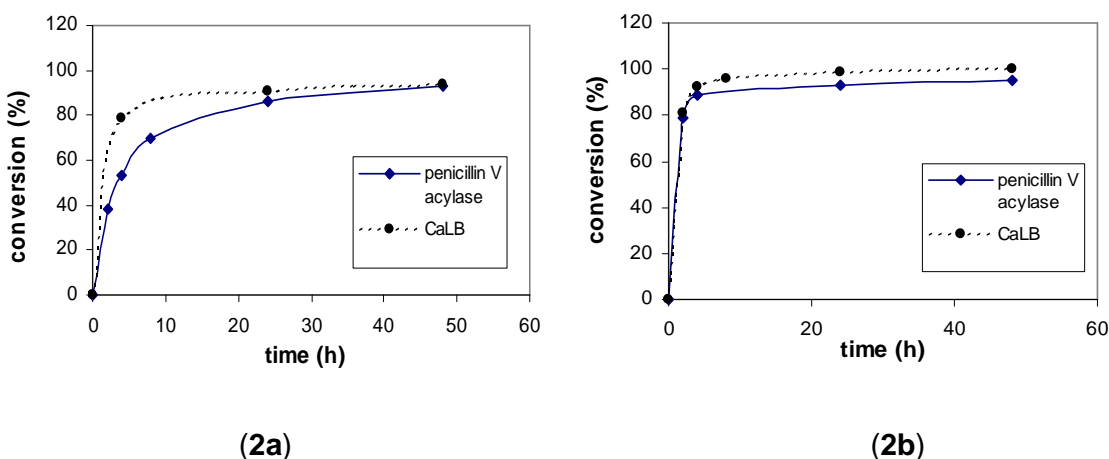 120
100
80
60
40
20
0
conversion (%)
0 10 20 30 40 50 60
time (h)
penicillin V
acylase
CaLB
(2a)
120
100
80
60
40
20
0
conversion (%)
0 20 40 60
time (h)
penicillin V
acylase
CaLB
(2b)